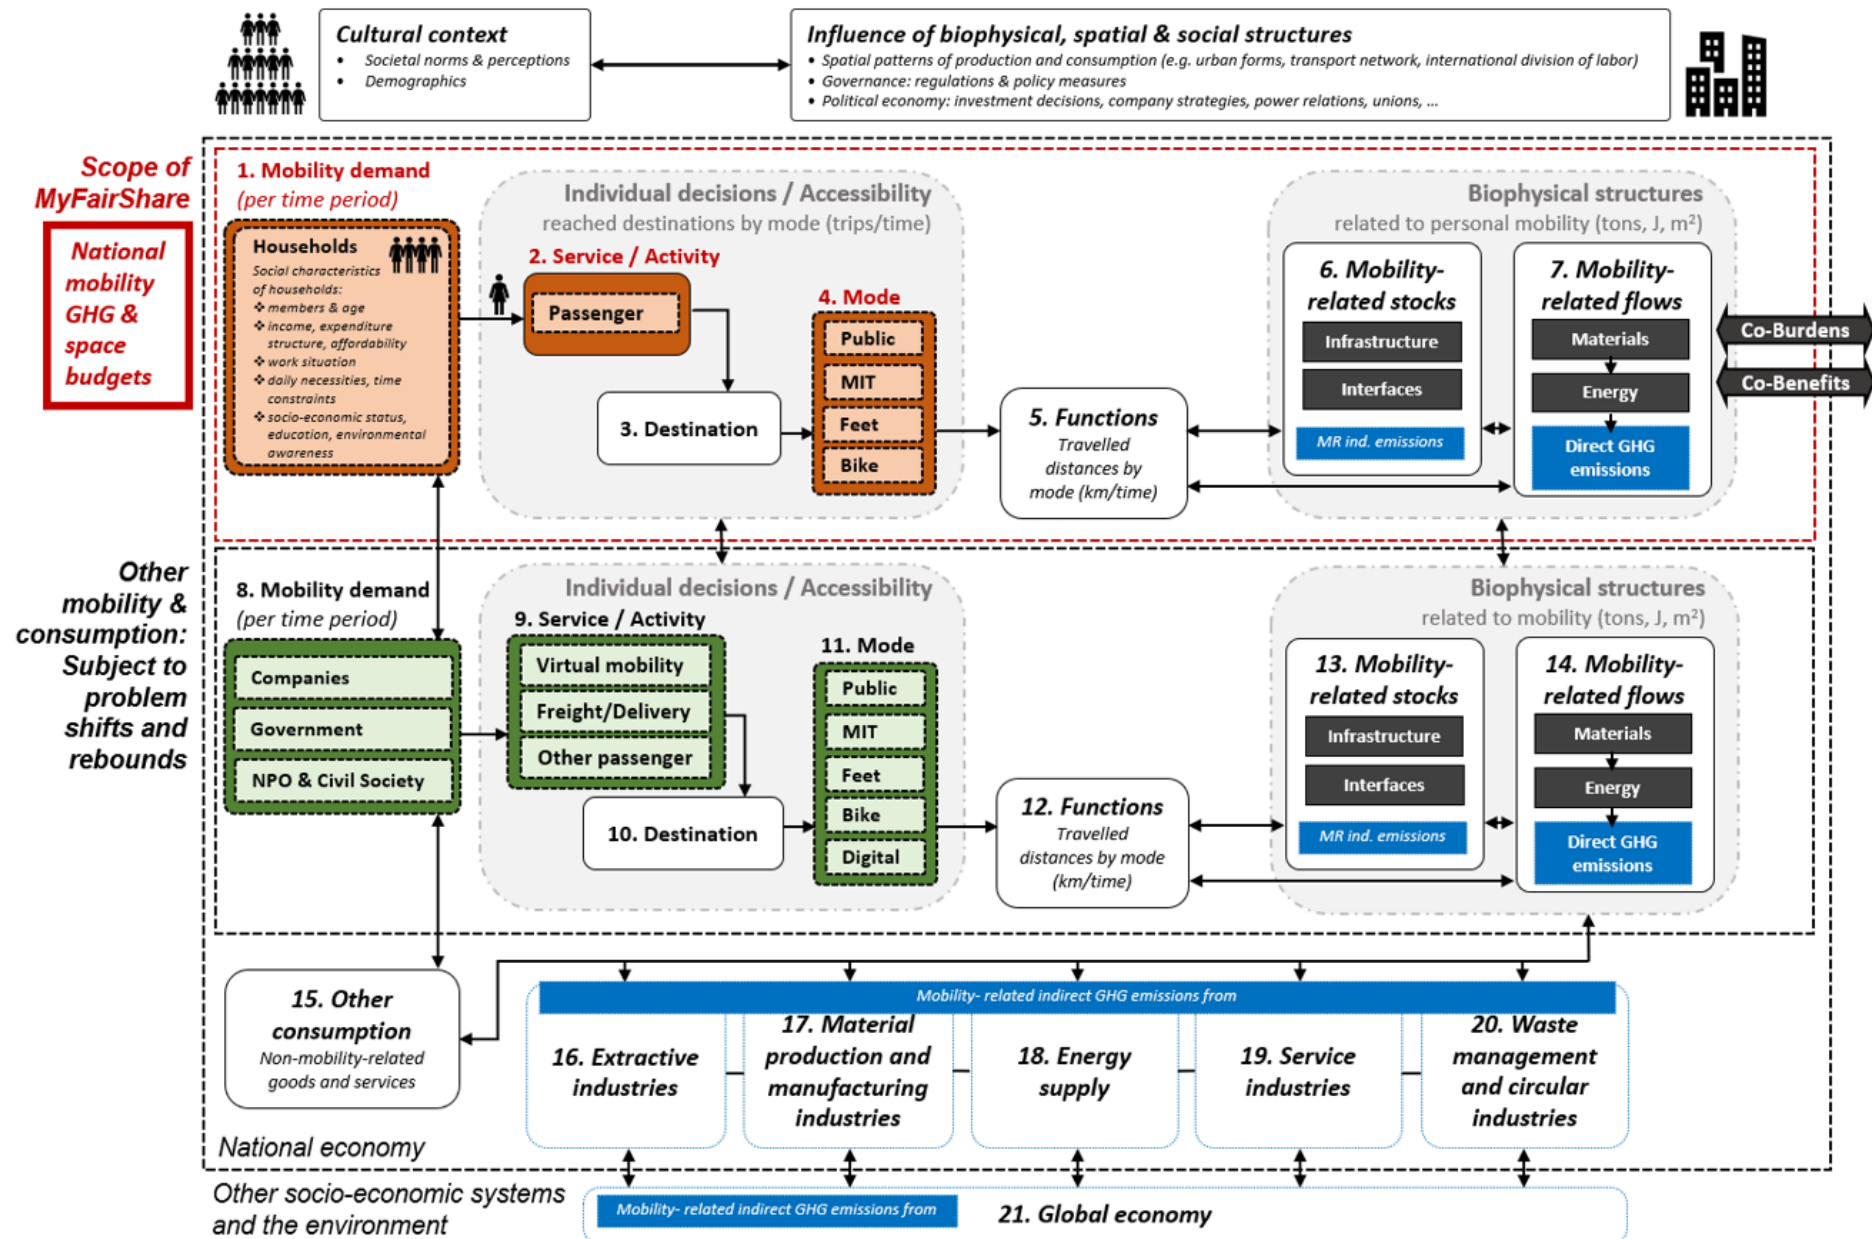 Cultural context
• Societal norms & perceptions
• Demographics
Influence of biophysical, spatial & social structures
• Spatial patterns of production and consumption (e.g. urban forms, transport network, international division of labor)
• Governance: regulations & policy measures
• Political economy: investment decisions, company strategies, power relations, unions, ...
Scope of
MyFairShare
National
mobility
GHG &
space
budgets
1. Mobility demand
(per time period)
Households
Social characteristics
of households:
❖ members & age
❖ income, expenditure
structure, affordability
❖ work situation
❖ daily necessities, time
constraints
❖ socio-economic status,
education, environmental
awareness
Individual decisions / Accessibility
reached destinations by mode (trips/time)
2. Service / Activity
Passenger
3. Destination
4. Mode
Public
MIT
Feet
Bike
5. Functions
Travelled
distances by
mode (km/time)
Biophysical structures
related to personal mobility (tons, J, m²)
6. Mobility-
related stocks
Infrastructure
Interfaces
MR ind. emissions
7. Mobility-
related flows
Materials
Energy
Direct GHG
emissions
Co-Burdens
Co-Benefits
Other
mobility &
consumption:
Subject to
problem
shifts and
rebounds
8. Mobility demand
(per time period)
Companies
Government
NPO & Civil Society
Individual decisions / Accessibility
9. Service / Activity
Virtual mobility
Freight/Delivery
Other passenger
10. Destination
11. Mode
Public
MIT
Feet
Bike
Digital
12. Functions
Travelled
distances by mode
(km/time)
Biophysical structures
related to mobility (tons, J, m²)
13. Mobility-
related stocks
Infrastructure
Interfaces
MR ind. emissions
14. Mobility-
related flows
Materials
Energy
Direct GHG
emissions
15. Other
consumption
Non-mobility-related
goods and services
Mobility- related indirect GHG emissions from
16. Extractive
industries
17. Material
production and
manufacturing
industries
18. Energy
supply
19. Service
industries
20. Waste
management
and circular
industries
National economy
Other socio-economic systems
and the environment
Mobility- related indirect GHG emissions from
21. Global economy